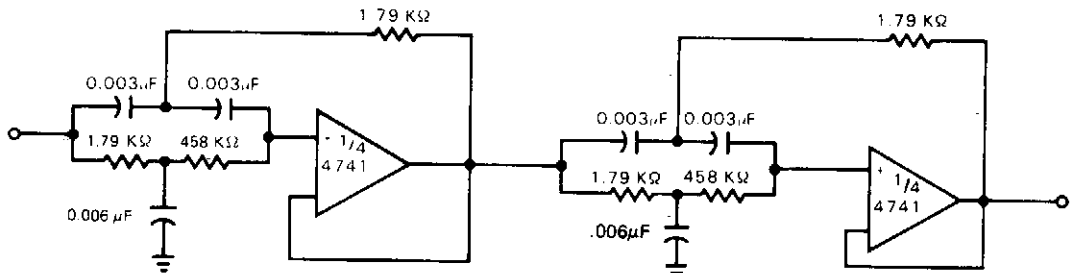 1.79 KΩ
0.003µF 0.003µF
1.79 KΩ 458 KΩ
- 1/4
4741
0.006 µF
1.79 KΩ
0.003µF 0.003µF
1.79 KΩ 458 KΩ
+ 1/4
4741
.006µF